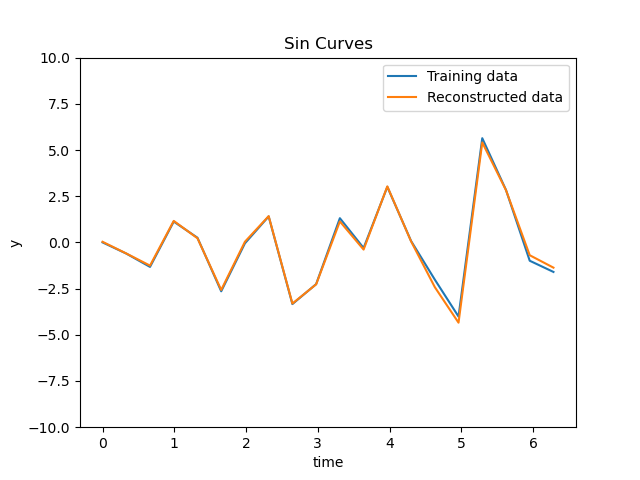 Sin Curves
Training data
Reconstructed data
10.0
7.5
5.0
2.5
0.0
−2.5
−5.0
−7.5
−10.0
y
0 1 2 3 4 5 6
time